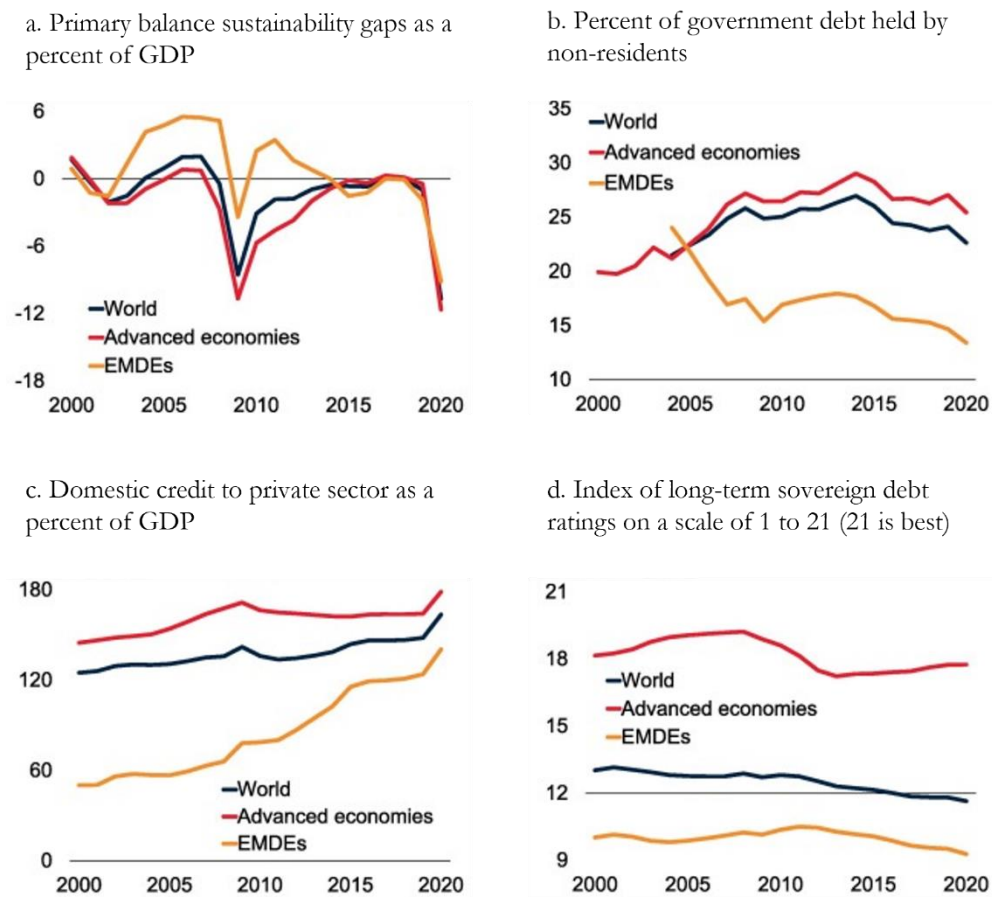 a. Primary balance sustainability gaps as a
percent of GDP
6
0
-6
-12
-18
World
Advanced economies
EMDEs
2000 2005 2010 2015 2020
b. Percent of government debt held by
non-residents
35
30
25
20
15
10
World
Advanced economies
EMDEs
2000 2005 2010 2015 2020
c. Domestic credit to private sector as a
percent of GDP
180
120
60
0
World
Advanced economies
EMDEs
2000 2005 2010 2015 2020
d. Index of long-term sovereign debt
ratings on a scale of 1 to 21 (21 is best)
21
18
15
12
9
World
Advanced economies
EMDEs
2000 2005 2010 2015 2020